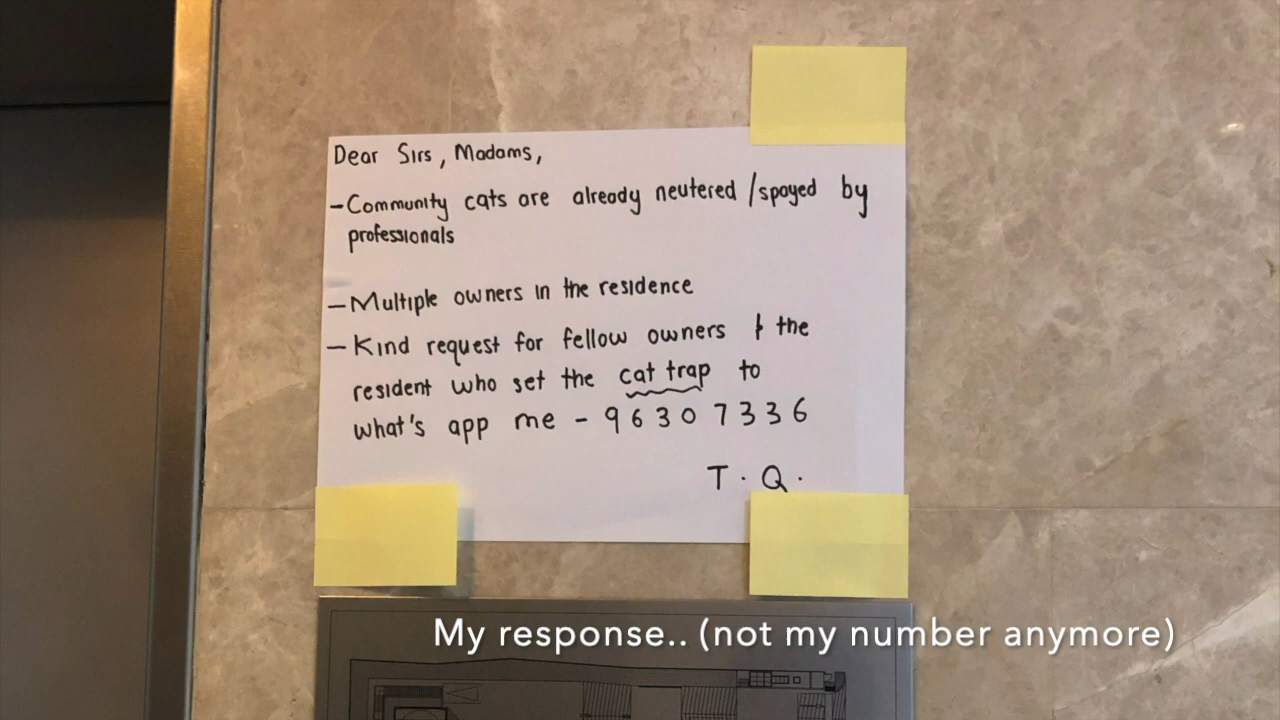 Dear Sirs, Madams,
- Community cats are already neutered/spayed by
professionals
- Multiple owners in the residence
- Kind request for fellow owners & the
resident who set the cat trap to
what's app me - 96307336
T.Q.
My response.. (not my number anymore)